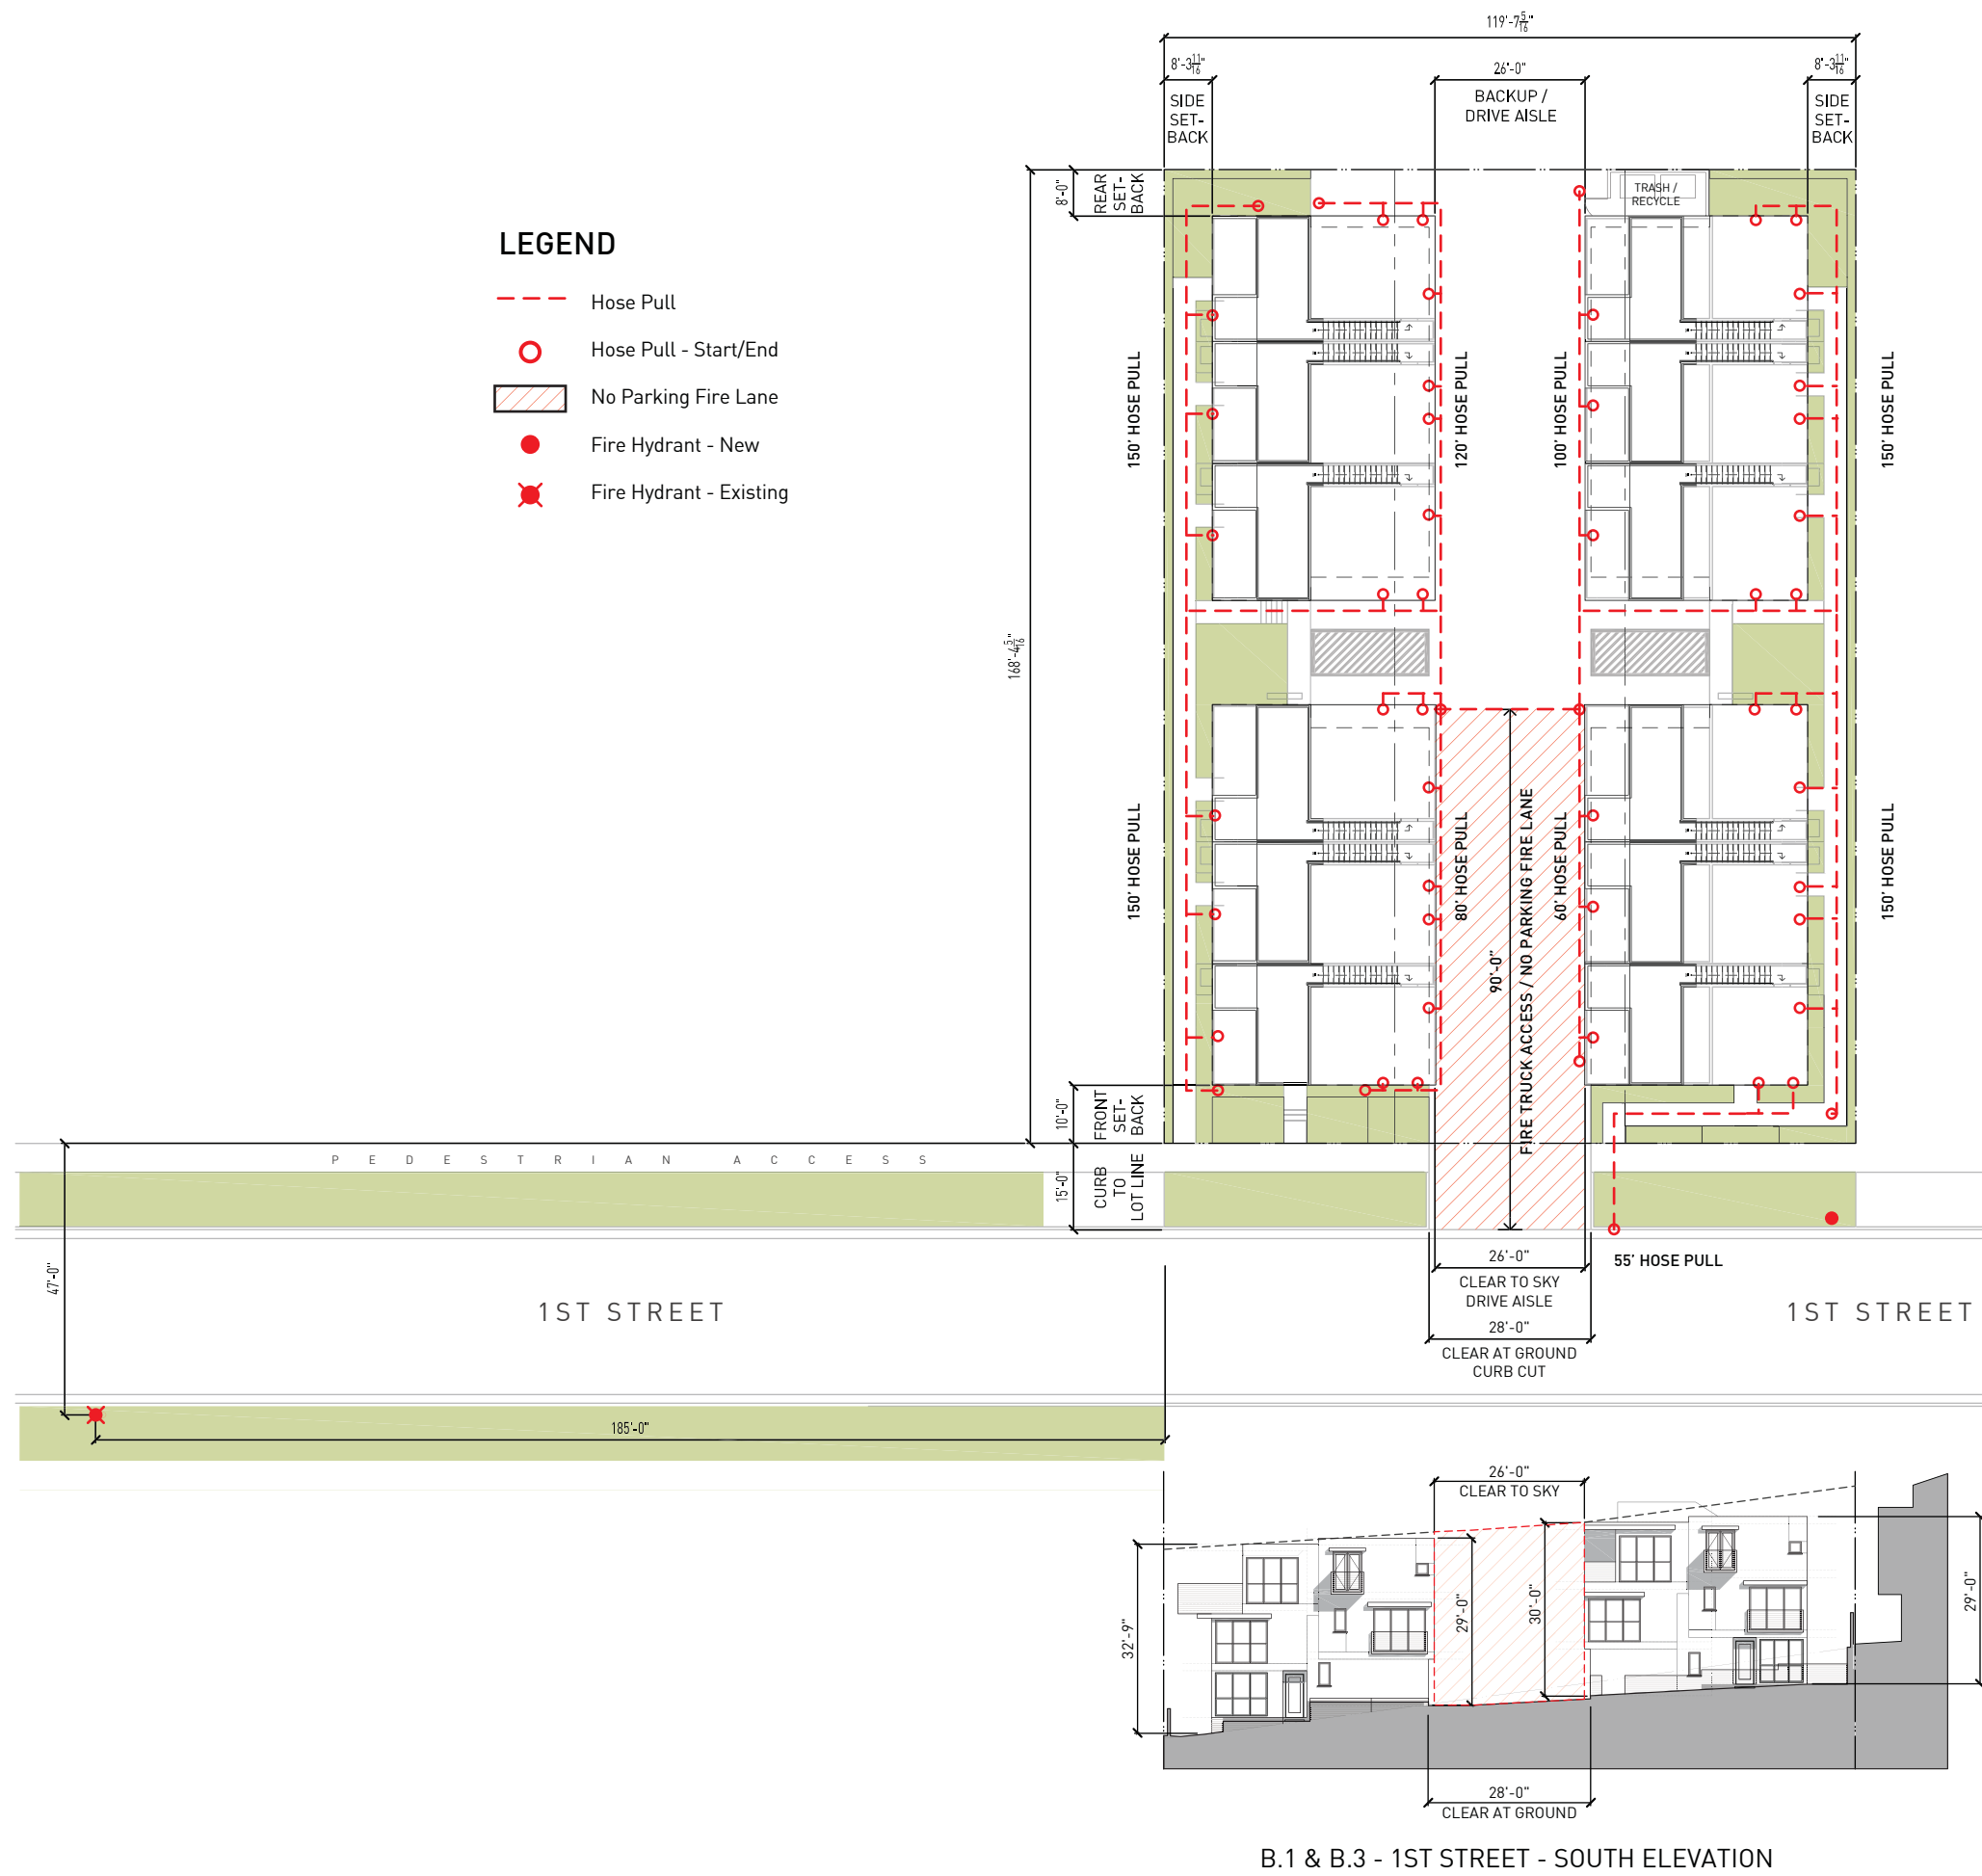 119'-7 5/16"
8'-3 11/16"
26'-0"
8'-3 11/16"
SIDE
SET-
BACK
BACKUP /
DRIVE AISLE
SIDE
SET-
BACK
8'-0"
REAR
SET-
BACK
TRASH /
RECYCLE
LEGEND
Hose Pull
Hose Pull - Start/End
No Parking Fire Lane
Fire Hydrant - New
Fire Hydrant - Existing
150' HOSE PULL
120' HOSE PULL
100' HOSE PULL
150' HOSE PULL
168'-4 5/16"
150' HOSE PULL
80' HOSE PULL
90'-0"
FIRE TRUCK ACCESS / NO PARKING FIRE LANE
60' HOSE PULL
150' HOSE PULL
10'-0"
FRONT
SET-
BACK
PEDESTRIAN ACCESS
15'-0"
CURB
TO
LOT LINE
47'-0"
26'-0"
55' HOSE PULL
CLEAR TO SKY
DRIVE AISLE
1ST STREET
1ST STREET
28'-0"
CLEAR AT GROUND
CURB CUT
185'-0"
26'-0"
CLEAR TO SKY
32'-9"
29'-0"
30'-0"
29'-0"
28'-0"
CLEAR AT GROUND
B.1 & B.3 - 1ST STREET - SOUTH ELEVATION